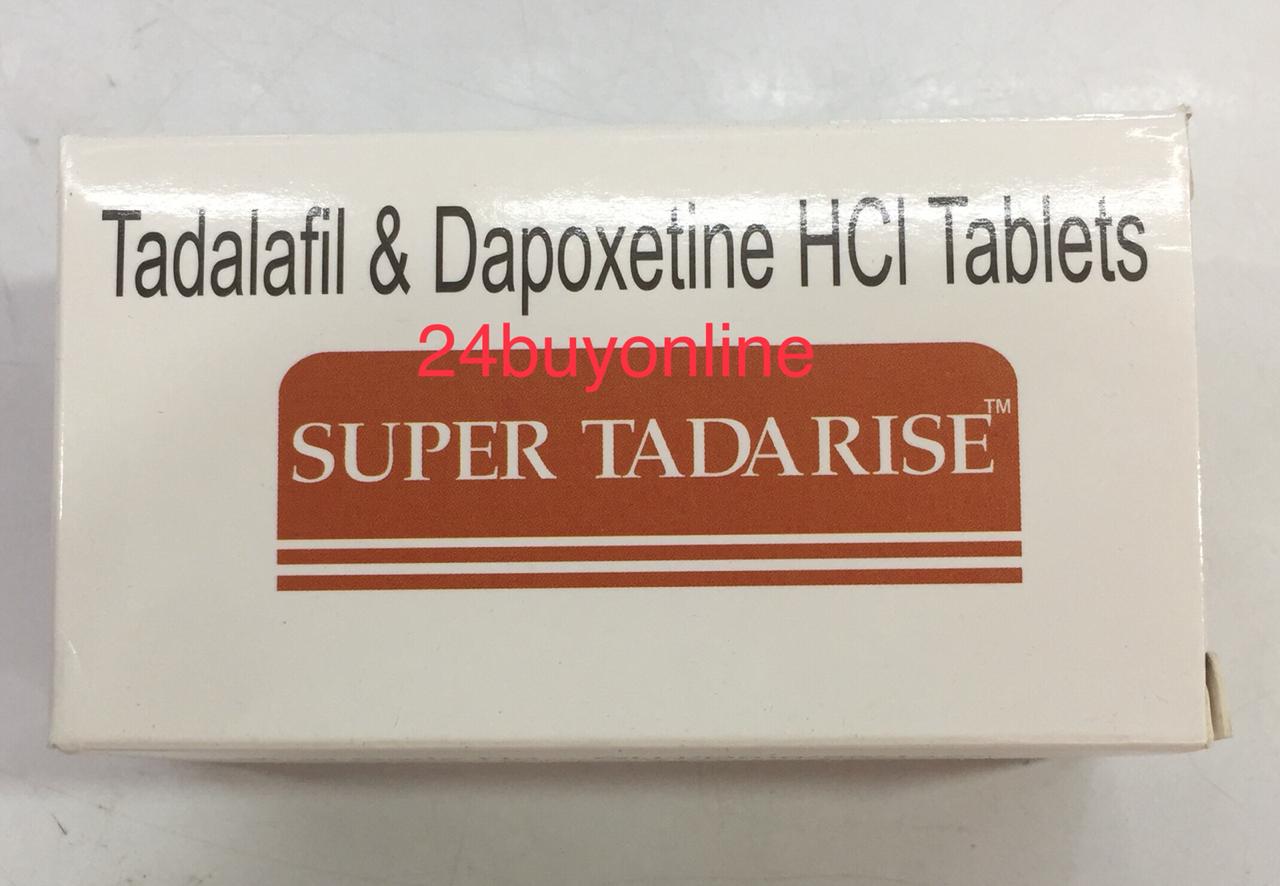 Tadalafil & Dapoxetine HCl Tablets
24buyonline
SUPER TADARISE™